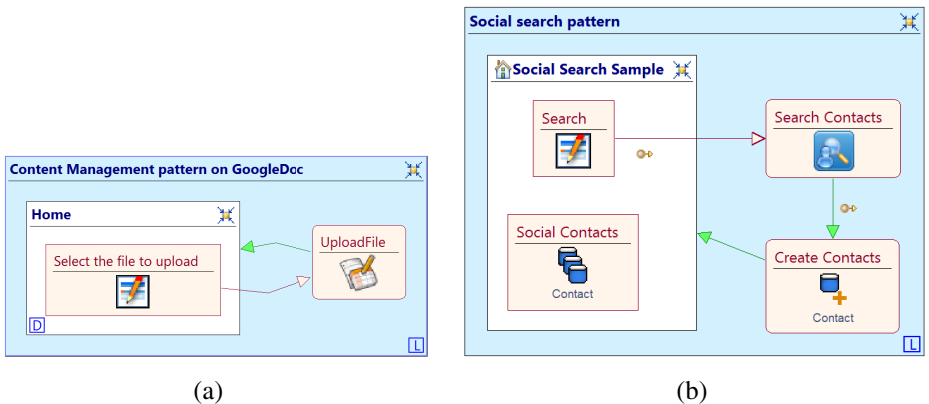 Content Management pattern on GoogleDoc
Home
Select the file to upload
UploadFile
D
L
(a)
Social search pattern
Social Search Sample
Search
Search Contacts
Social Contacts
Contact
Create Contacts
Contact
L
(b)